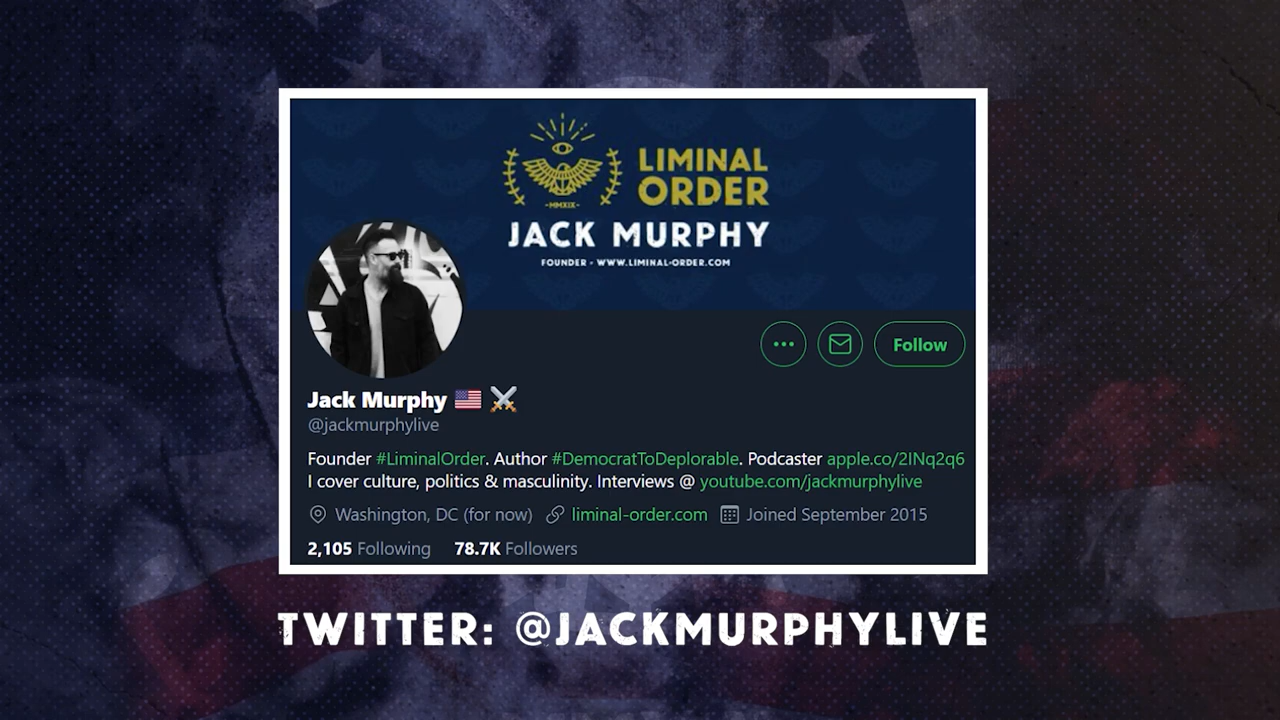 -MMXIX-
LIMINAL
ORDER
JACK MURPHY
FOUNDER - WWW.LIMINAL-ORDER.COM
Follow
Jack Murphy 🇺🇸 ⚔️
@jackmurphylive
Founder #LiminalOrder. Author #DemocratToDeplorable. Podcaster apple.co/2INq2q6
I cover culture, politics & masculinity. Interviews @ youtube.com/jackmurphylive
Washington, DC (for now) liminal-order.com Joined September 2015
2,105 Following 78.7K Followers
TWITTER: @JACKMURPHYLIVE